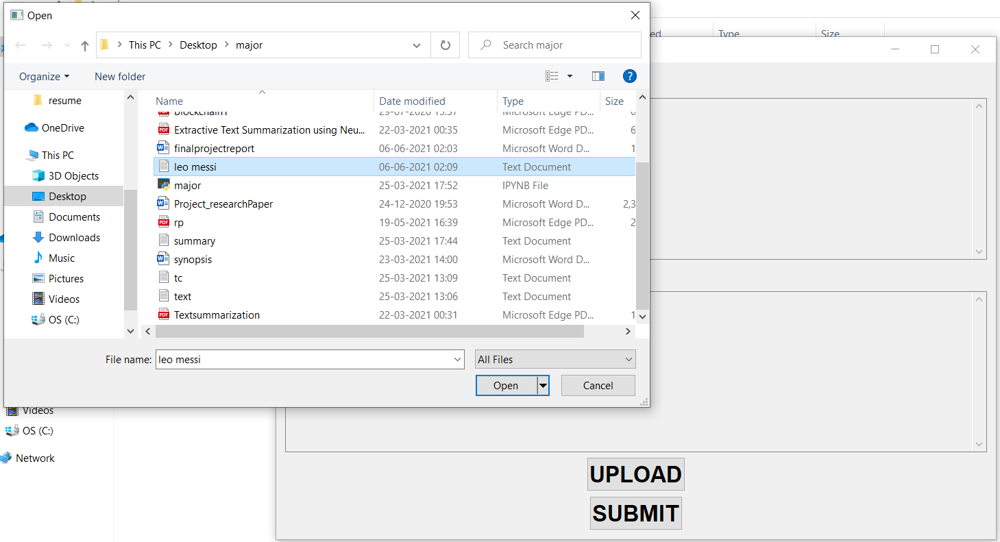 Open
This PC > Desktop > major
Search major
Organize
New folder
Name
Date modified
Type
Size
resume
OneDrive
This PC
3D Objects
Desktop
Documents
Downloads
Music
Pictures
Videos
OS (C:)
blockchain1 29-07-2020 15:37 Microsoft Edge PD...
Extractive Text Summarization using Neu... 22-03-2021 00:35 Microsoft Edge PD... 6
finalprojectreport 06-06-2021 02:03 Microsoft Word D... 1
leo messi 06-06-2021 02:09 Text Document
major 25-03-2021 17:52 IPYNB File
Project_researchPaper 24-12-2020 19:53 Microsoft Word D... 2,3
rp 19-05-2021 16:39 Microsoft Edge PD... 2
summary 25-03-2021 17:44 Text Document
synopsis 23-03-2021 14:00 Microsoft Word D...
tc 25-03-2021 13:09 Text Document
text 25-03-2021 13:06 Text Document
Textsummarization 22-03-2021 00:31 Microsoft Edge PD... 1
File name: leo messi
All Files
Open
Cancel
ed
Type
Size
Videos
OS (C:)
Network
UPLOAD
SUBMIT